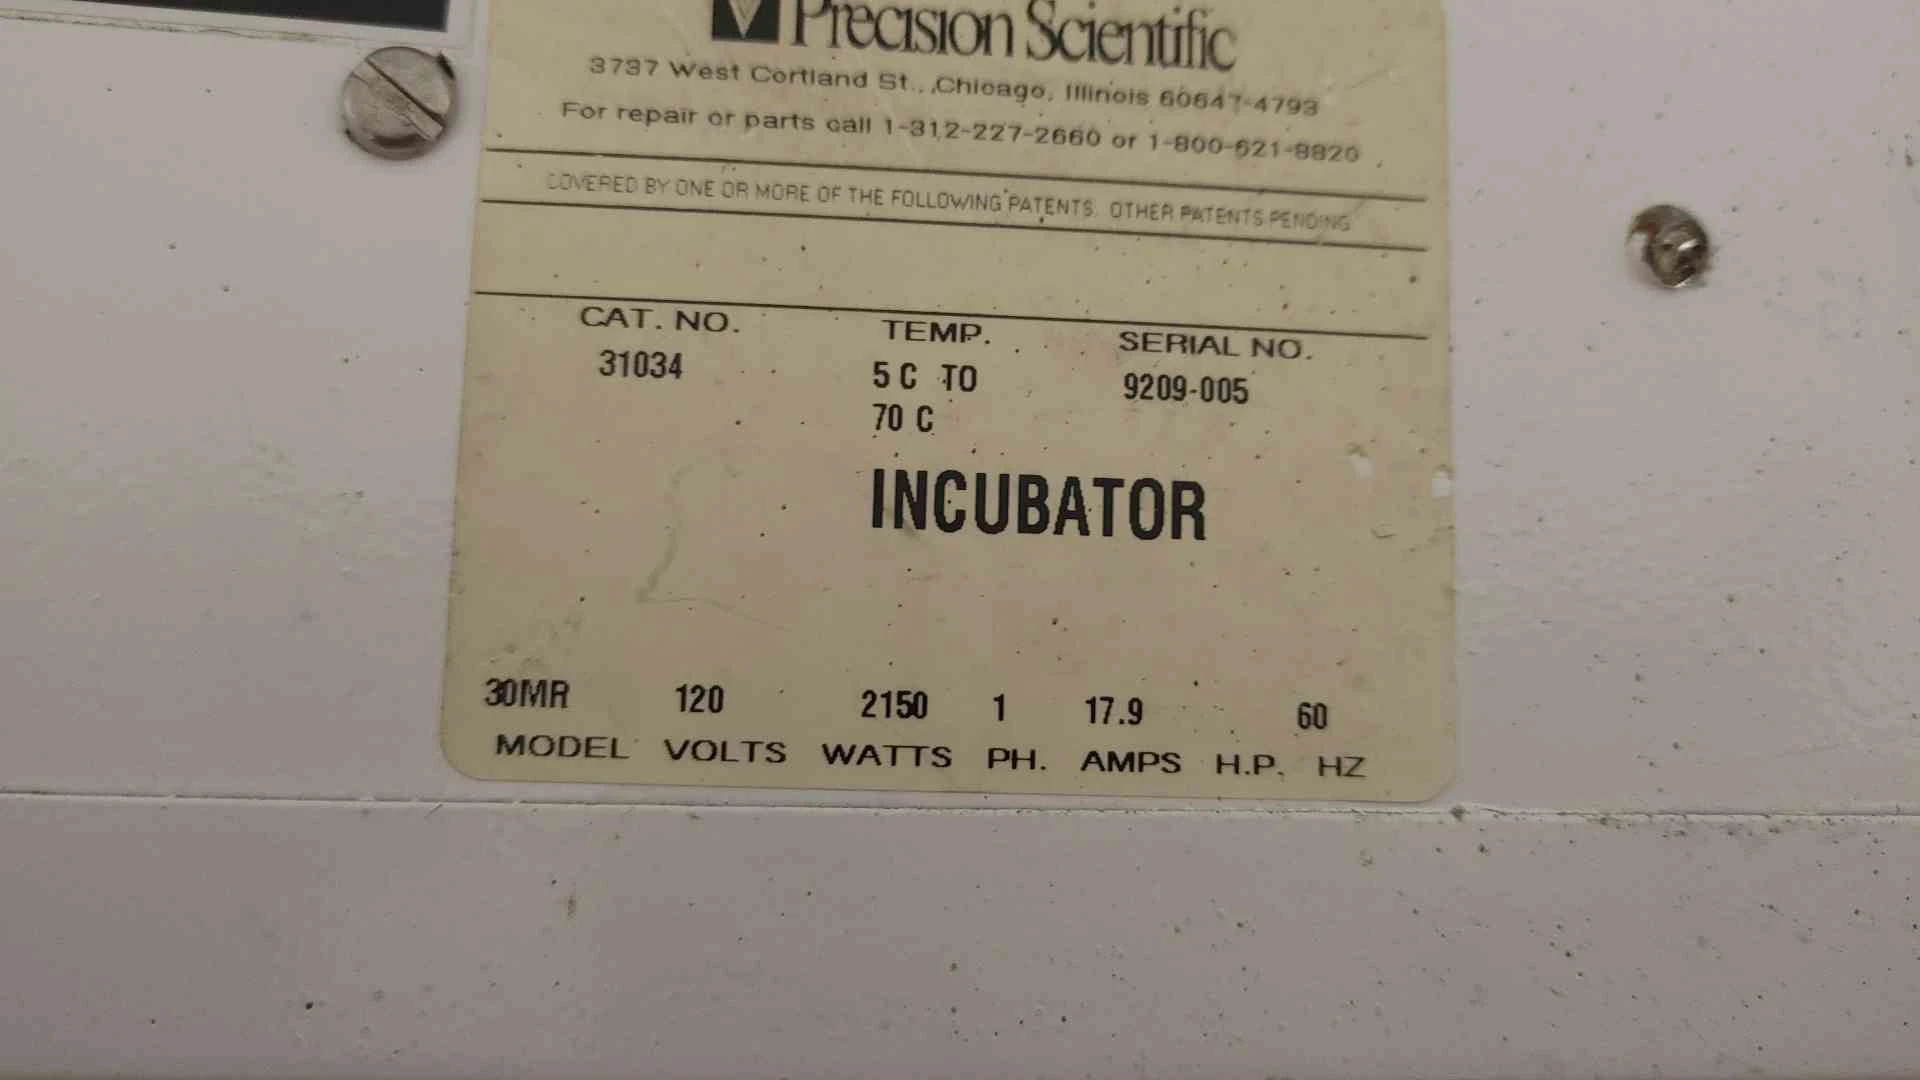 Precision Scientific
3737 West Cortland St., Chicago, Illinois 60647-4793
For repair or parts call 1-312-227-2660 or 1-800-621-8820
COVERED BY ONE OR MORE OF THE FOLLOWING PATENTS. OTHER PATENTS PENDING
CAT. NO. TEMP. SERIAL NO.
31034 5 C TO 9209-005
70 C
INCUBATOR
30MR 120 2150 1 17.9 60
MODEL VOLTS WATTS PH. AMPS H.P. HZ